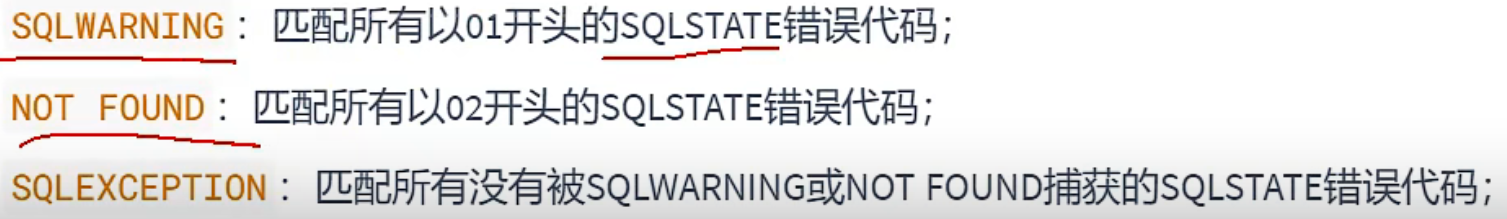 SQLWARNING：匹配所有以01开头的SQLSTATE错误代码；
NOT FOUND：匹配所有以02开头的SQLSTATE错误代码；
SQLEXCEPTION：匹配所有没有被SQLWARNING或NOT FOUND捕获的SQLSTATE错误代码；